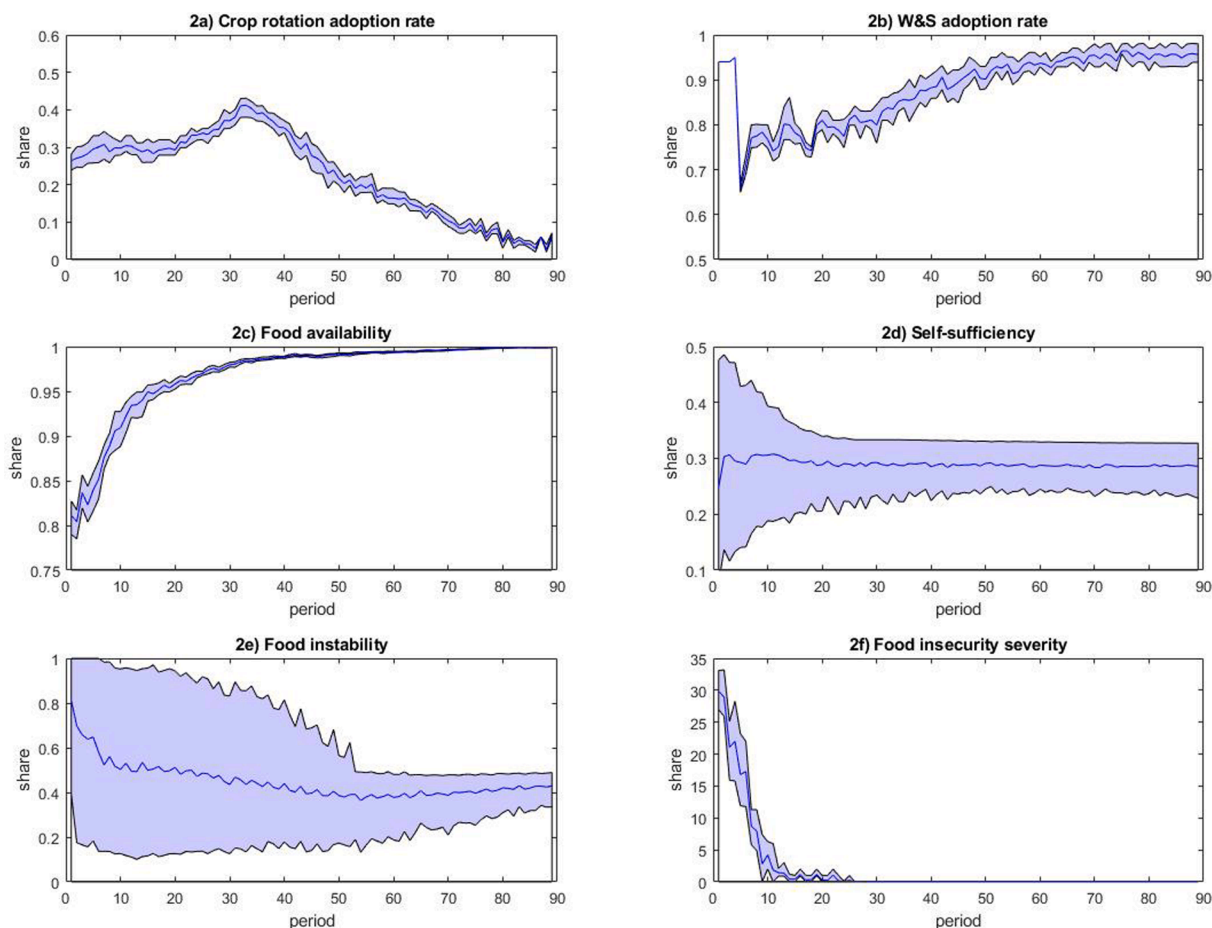 2a) Crop rotation adoption rate
0.6
0.5
0.4
0.3
0.2
0.1
0
share
0 10 20 30 40 50 60 70 80 90
period
2b) W&S adoption rate
1
0.9
0.8
0.7
0.6
0.5
share
0 10 20 30 40 50 60 70 80 90
period
2c) Food availability
1
0.95
0.9
0.85
0.8
0.75
share
0 10 20 30 40 50 60 70 80 90
period
2d) Self-sufficiency
0.5
0.4
0.3
0.2
0.1
share
0 10 20 30 40 50 60 70 80 90
period
2e) Food instability
1
0.8
0.6
0.4
0.2
0
share
0 10 20 30 40 50 60 70 80 90
period
2f) Food insecurity severity
35
30
25
20
15
10
5
0
share
0 10 20 30 40 50 60 70 80 90
period